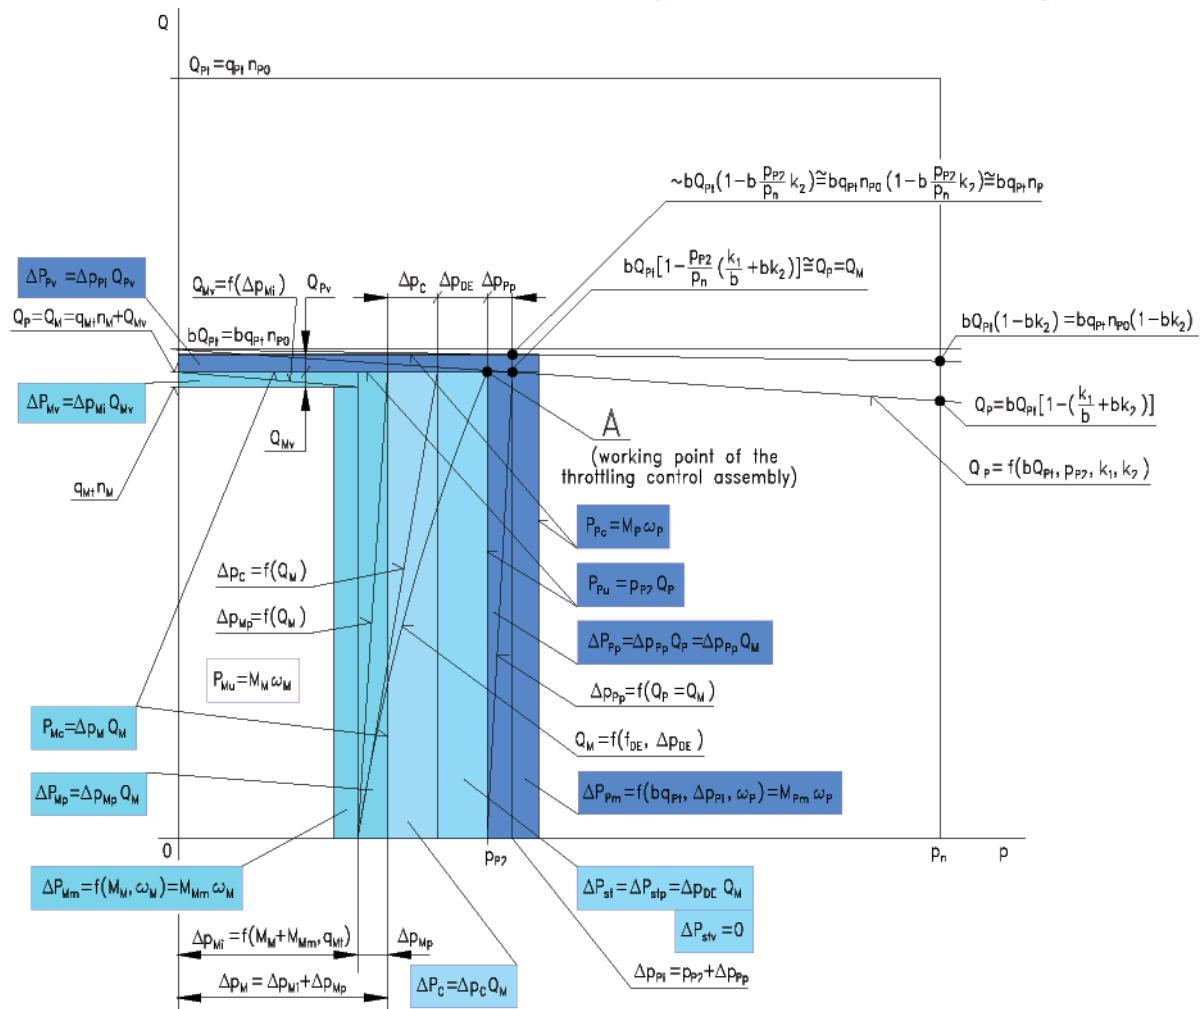 Q
Q_Pt=q_Pt n_P0
~bQ_Pt(1-b p_P2/p_n k_2)≅bq_Pt n_P0 (1-b p_P2/p_n k_2)≅bq_Pt n_P
ΔP_Pv=Δp_Pi Q_Pv
Q_Mv=f(Δp_Mi)
Q_Pv
Δp_C
Δp_DE
Δp_Pp
bQ_Pt[1-p_P2/p_n (k_1/b+bk_2)]≅Q_P=Q_M
Q_P=Q_M=q_Mt n_M+Q_Mv
bQ_Pt=bq_Pt n_P0
bQ_Pt(1-bk_2)=bq_Pt n_P0(1-bk_2)
ΔP_Mv=Δp_Mi Q_Mv
Q_P=bQ_Pt[1-(k_1/b+bk_2)]
Q_Mv
A
(working point of the
throttling control assembly)
Q_P=f(bQ_Pt, p_P2, k_1, k_2)
q_Mt n_M
P_Pc=M_P ω_P
Δp_C=f(Q_M)
P_Pu=p_P2 Q_P
Δp_Mp=f(Q_M)
ΔP_Pp=Δp_Pp Q_P=Δp_Pp Q_M
P_Mu=M_M ω_M
Δp_Pp=f(Q_P=Q_M)
P_Mc=Δp_M Q_M
Q_M=f(f_DE, Δp_DE)
ΔP_Mp=Δp_Mp Q_M
ΔP_Pm=f(bq_Pt, Δp_Pi, ω_P)=M_Pm ω_P
0
p_P2
p_n
p
ΔP_Mm=f(M_M, ω_M)=M_Mm ω_M
ΔP_st=ΔP_stp=Δp_DE Q_M
ΔP_stv=0
Δp_Mi=f(M_M+M_Mm, q_Mt)
Δp_Mp
Δp_M=Δp_Mi+Δp_Mp
ΔP_C=Δp_C Q_M
Δp_Pi=p_P2+Δp_Pp